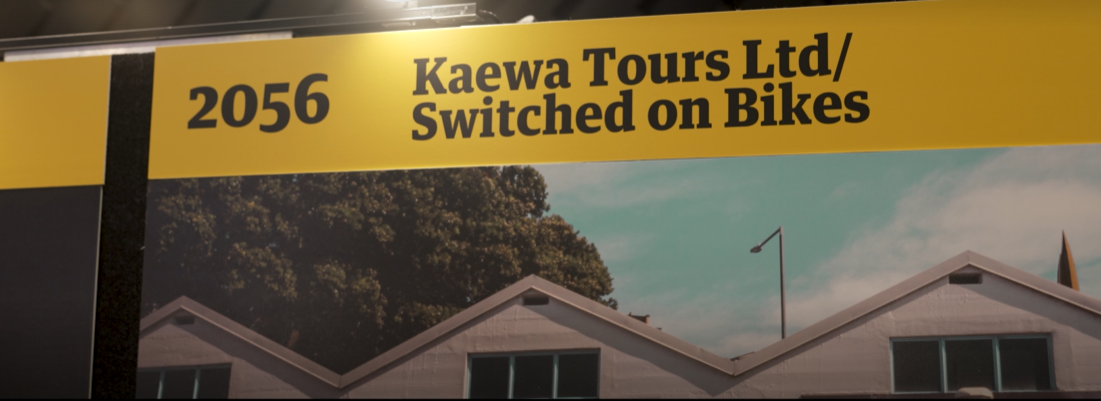 2056
Kaewa Tours Ltd/
Switched on Bikes